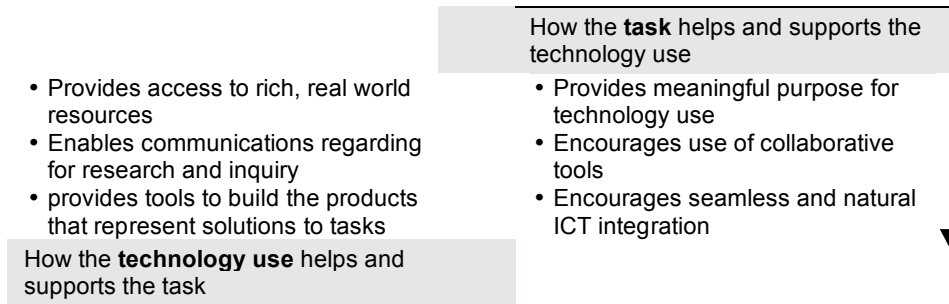 How the task helps and supports the
technology use
• Provides access to rich, real world
resources
• Enables communications regarding
for research and inquiry
• provides tools to build the products
that represent solutions to tasks
How the technology use helps and
supports the task
• Provides meaningful purpose for
technology use
• Encourages use of collaborative
tools
• Encourages seamless and natural
ICT integration